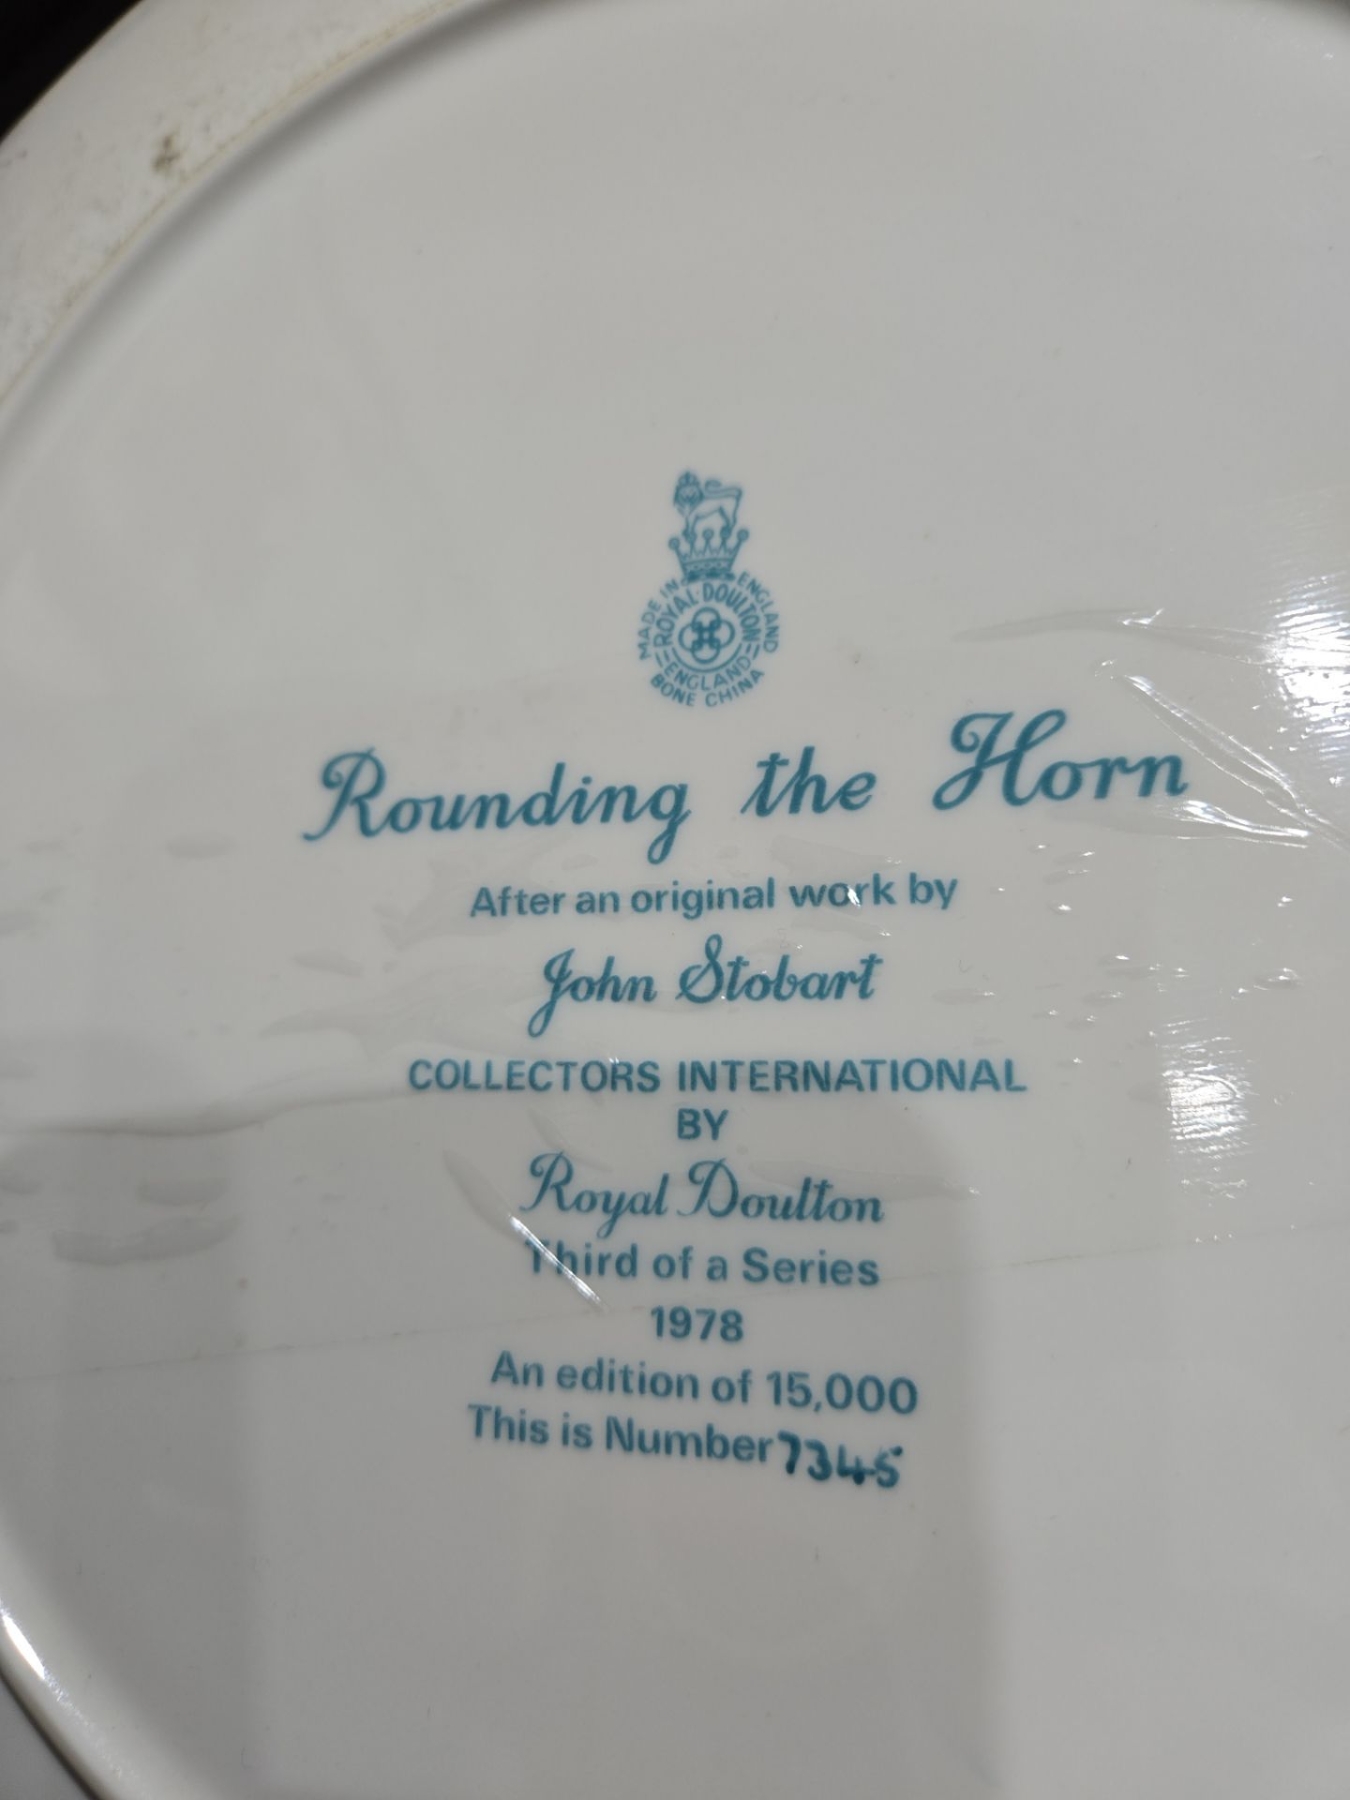 MADE IN ENGLAND
ROYAL DOULTON
ENGLAND
BONE CHINA
Rounding the Horn
After an original work by
John Stobart
COLLECTORS INTERNATIONAL
BY
Royal Doulton
Third of a Series
1978
An edition of 15,000
This is Number 7345